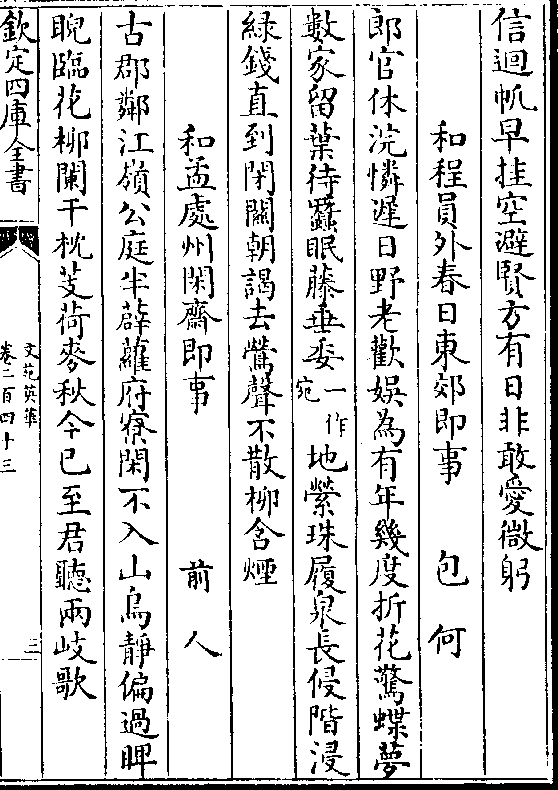 信迴帆早挂空避賢方有日非敢愛微躬
和程員外春日東郊即事 包何
郎官休浣憐遲日野老歡娛為有年幾度折花驚蝶夢
數家留葉待蠶眠藤垂委一作宛地縈珠履泉長侵階浸
綠錢直到閉關朝謁去鶯聲不散柳含煙
和孟處州閑齋即事 前人
古郡鄰江嶺公庭半薜蘿府寮閑不入山鳥靜偏過睥
睨臨花柳闌干枕芰荷麥秋今已至君聽兩岐歌
欽定四庫全書
文苑英華
卷二百四十三
三